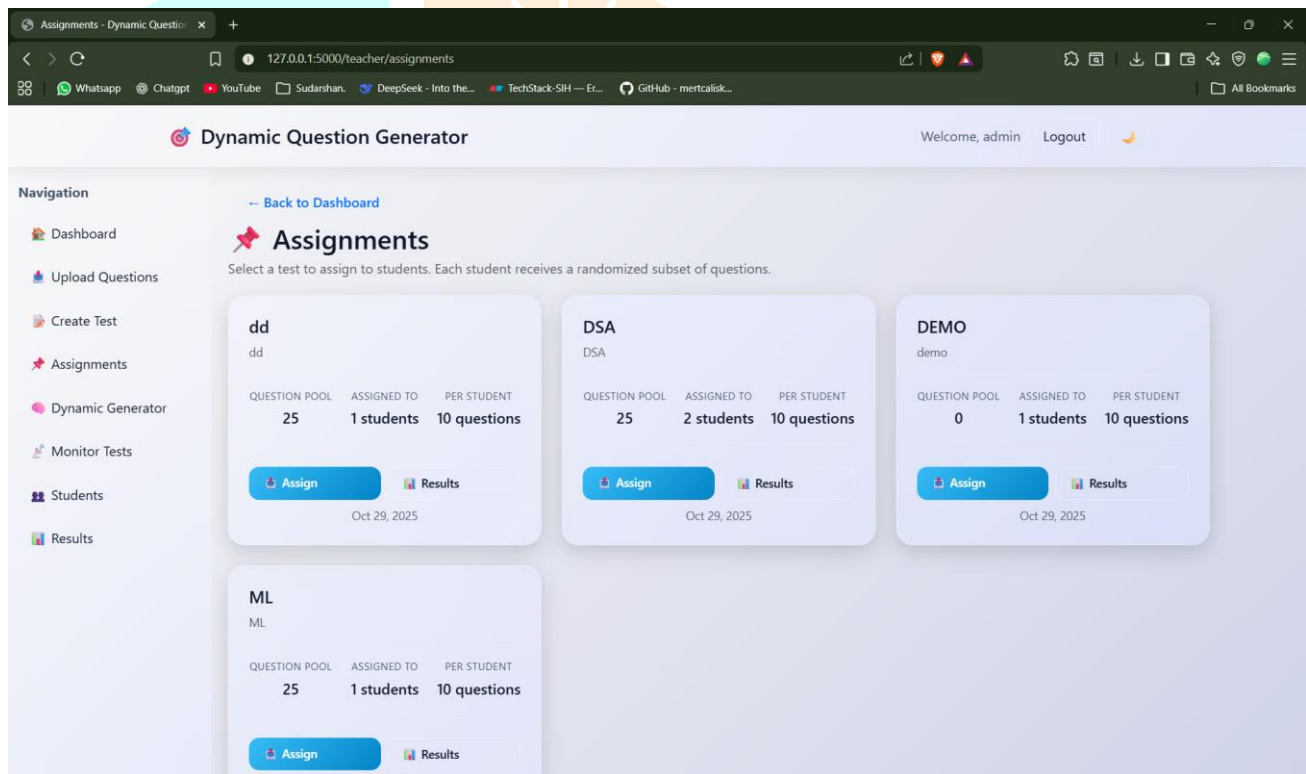 Assignments - Dynamic Question
127.0.0.1:5000/teacher/assignments
Whatsapp Chatgpt YouTube Sudarshan. DeepSeek - Into the... TechStack-SIH — Er... GitHub - mertcalisk... All Bookmarks
Dynamic Question Generator
Welcome, admin Logout
Navigation
Dashboard
Upload Questions
Create Test
Assignments
Dynamic Generator
Monitor Tests
Students
Results
← Back to Dashboard
Assignments
Select a test to assign to students. Each student receives a randomized subset of questions.
dd
dd
QUESTION POOL ASSIGNED TO PER STUDENT
25 1 students 10 questions
Assign Results
Oct 29, 2025
DSA
DSA
QUESTION POOL ASSIGNED TO PER STUDENT
25 2 students 10 questions
Assign Results
Oct 29, 2025
DEMO
demo
QUESTION POOL ASSIGNED TO PER STUDENT
0 1 students 10 questions
Assign Results
Oct 29, 2025
ML
ML
QUESTION POOL ASSIGNED TO PER STUDENT
25 1 students 10 questions
Assign Results